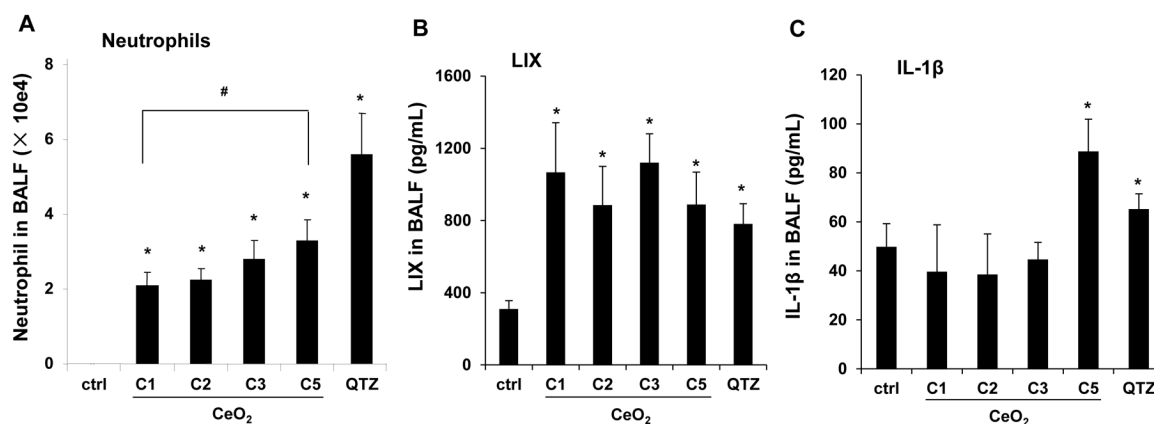 A
Neutrophils
Neutrophil in BALF (× 10e4)
8
6
4
2
0
#
*
*
*
*
*
ctrl C1 C2 C3 C5 QTZ
CeO₂
B
LIX
LIX in BALF (pg/mL)
1600
1200
800
400
0
*
*
*
*
*
ctrl C1 C2 C3 C5 QTZ
CeO₂
C
IL-1β
IL-1β in BALF (pg/mL)
120
100
80
60
40
20
0
*
*
ctrl C1 C2 C3 C5 QTZ
CeO₂